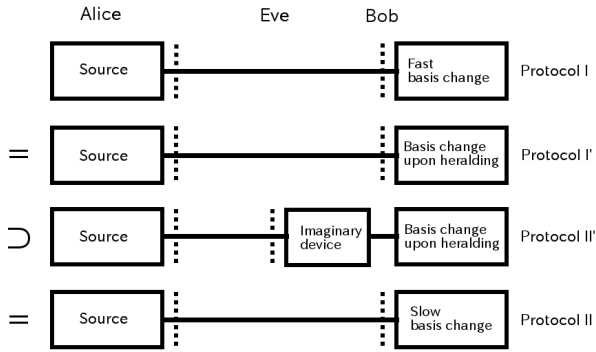 Alice Eve Bob
Source
Fast
basis change
Protocol I
=
Source
Basis change
upon heralding
Protocol I'
⊃
Source
Imaginary
device
Basis change
upon heralding
Protocol II'
=
Source
Slow
basis change
Protocol II